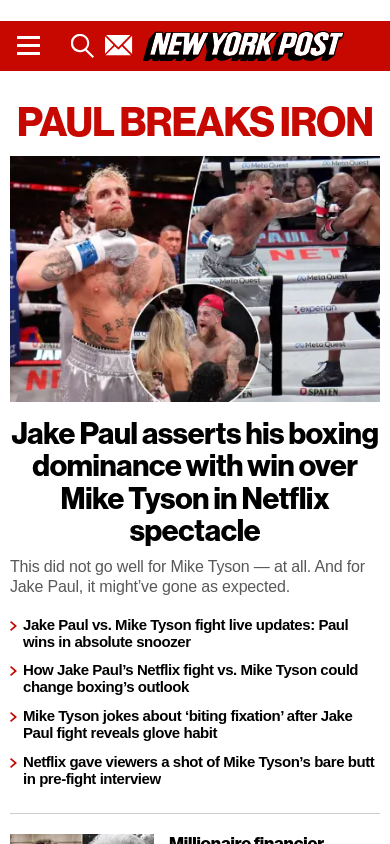 NEW YORK POST
PAUL BREAKS IRON
Meta Quest
Meta Quest
PAUL
NET
Meta Quest
Meta Quest
experian
Meta Quest
SPATEN
Jake Paul asserts his boxing
dominance with win over
Mike Tyson in Netflix
spectacle
This did not go well for Mike Tyson — at all. And for
Jake Paul, it might’ve gone as expected.
Jake Paul vs. Mike Tyson fight live updates: Paul
wins in absolute snoozer
How Jake Paul’s Netflix fight vs. Mike Tyson could
change boxing’s outlook
Mike Tyson jokes about ‘biting fixation’ after Jake
Paul fight reveals glove habit
Netflix gave viewers a shot of Mike Tyson’s bare butt
in pre-fight interview
Millionaire financier